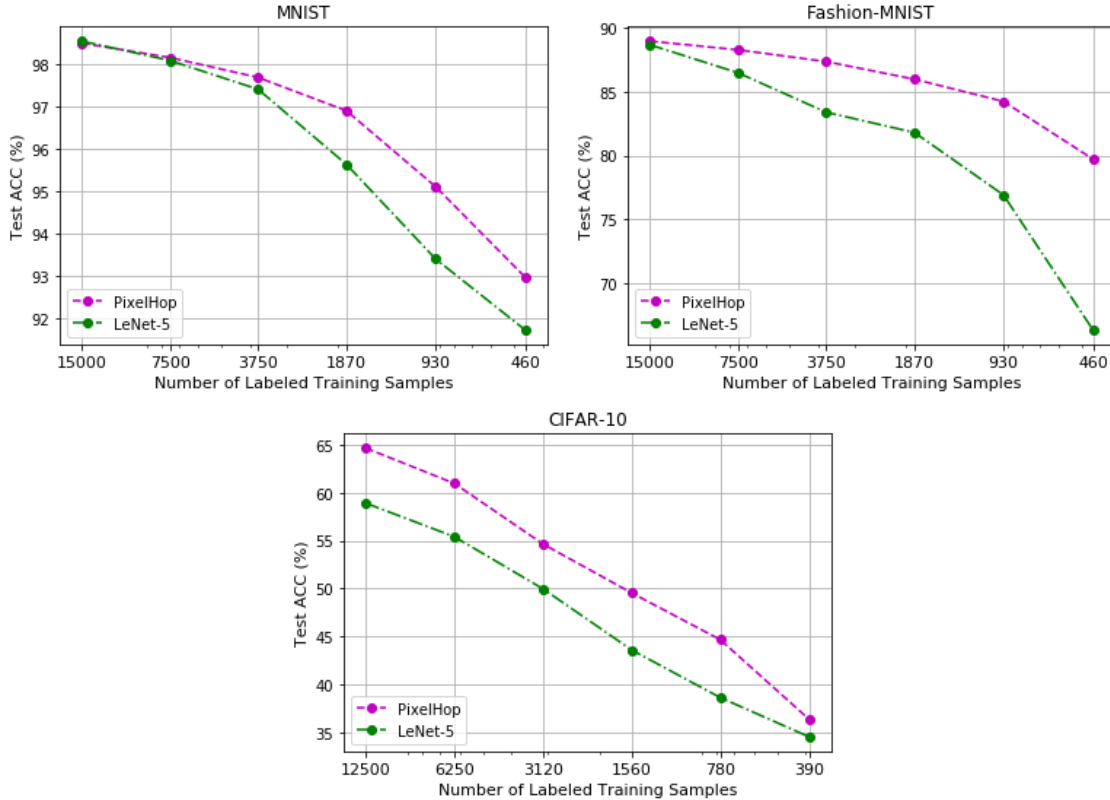 MNIST
98
97
96
95
94
93
92
Test ACC (%)
PixelHop
LeNet-5
15000 7500 3750 1870 930 460
Number of Labeled Training Samples
Fashion-MNIST
90
85
80
75
70
Test ACC (%)
PixelHop
LeNet-5
15000 7500 3750 1870 930 460
Number of Labeled Training Samples
CIFAR-10
65
60
55
50
45
40
35
Test ACC (%)
PixelHop
LeNet-5
12500 6250 3120 1560 780 390
Number of Labeled Training Samples